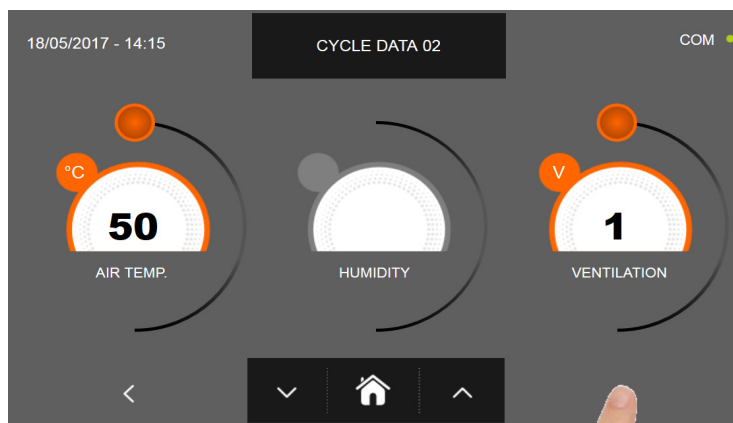 18/05/2017 - 14:15
CYCLE DATA 02
COM
°C
V
50
1
AIR TEMP.
HUMIDITY
VENTILATION